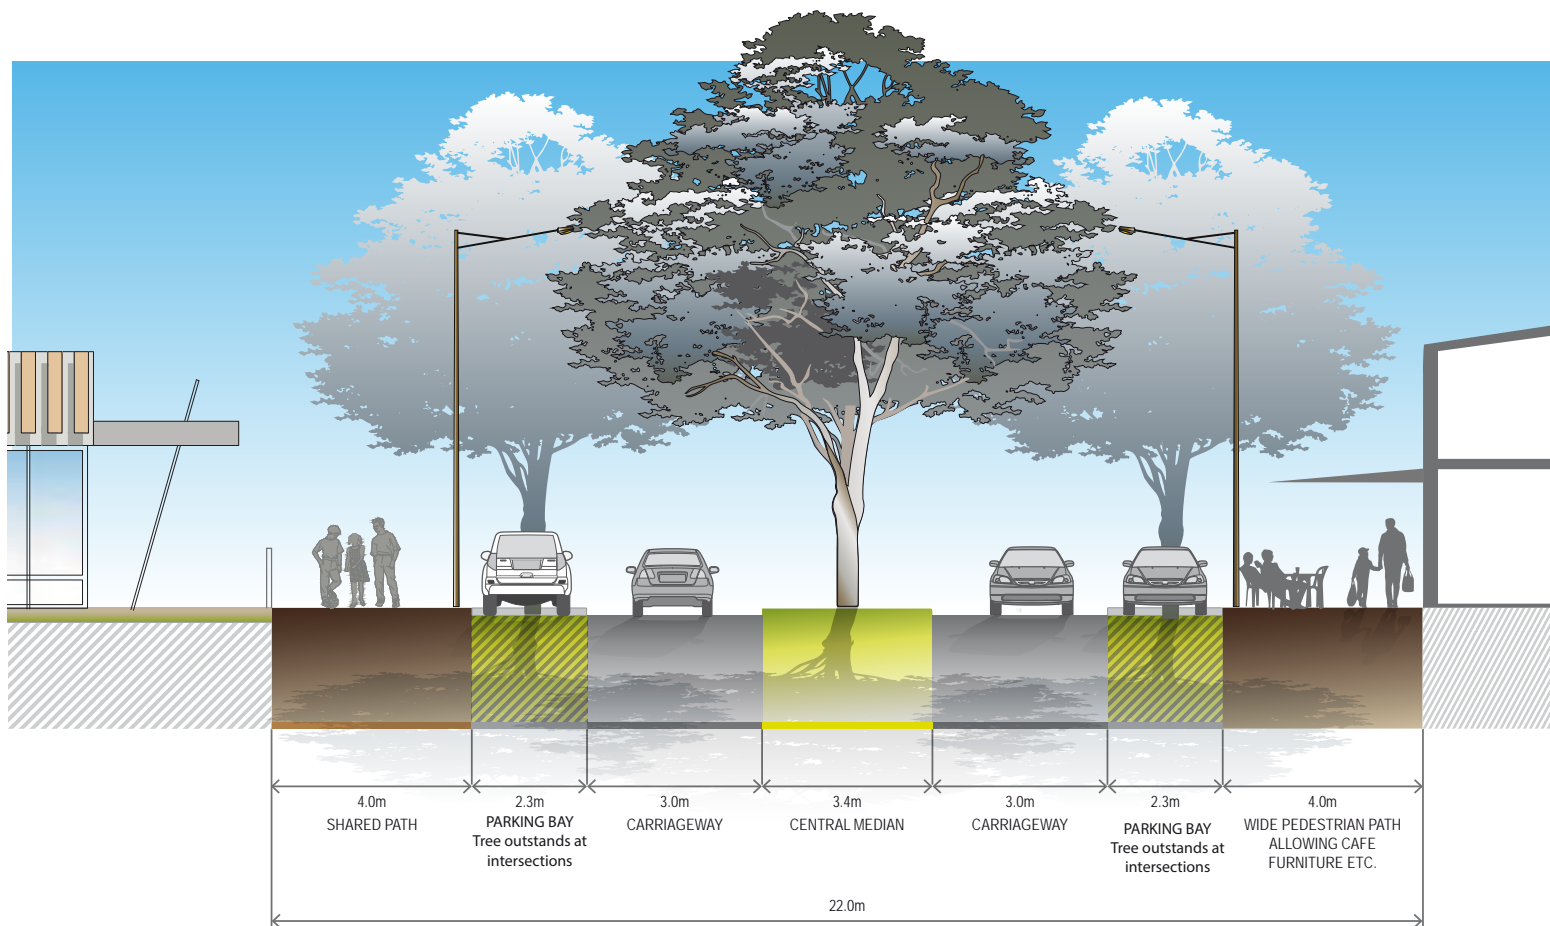 4.0m
SHARED PATH
2.3m
PARKING BAY
Tree outstands at
intersections
3.0m
CARRIAGEWAY
3.4m
CENTRAL MEDIAN
3.0m
CARRIAGEWAY
2.3m
PARKING BAY
Tree outstands at
intersections
4.0m
WIDE PEDESTRIAN PATH
ALLOWING CAFE
FURNITURE ETC.
22.0m